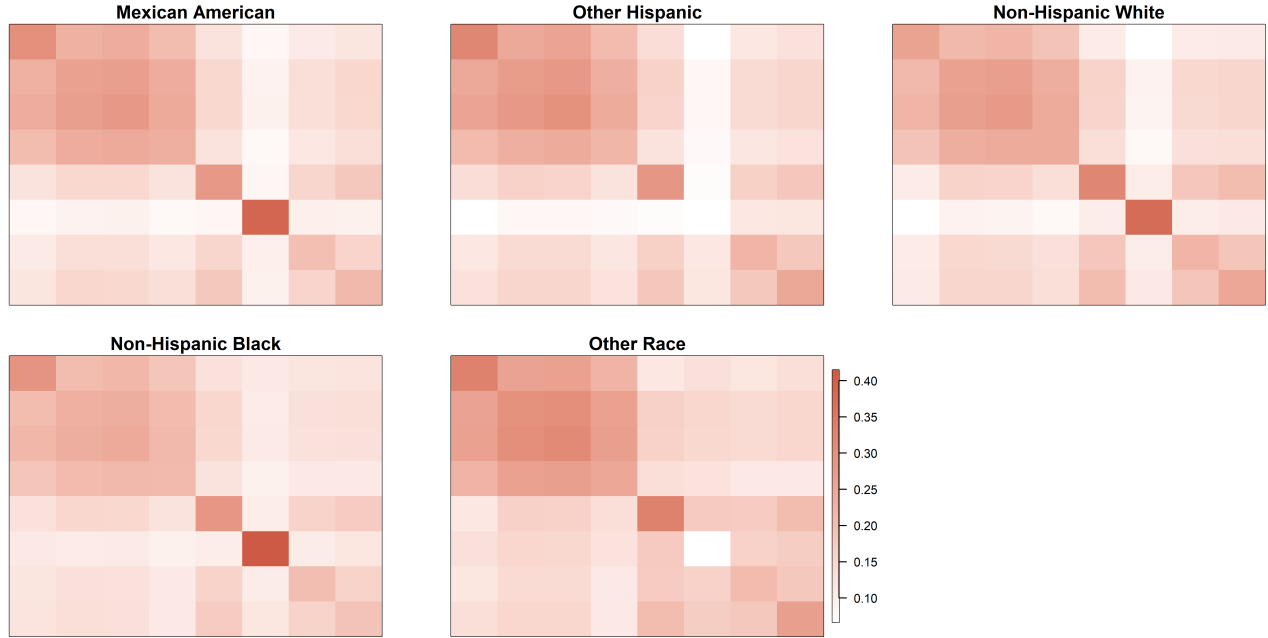 Mexican American
Other Hispanic
Non-Hispanic White
Non-Hispanic Black
Other Race
0.40
0.35
0.30
0.25
0.20
0.15
0.10